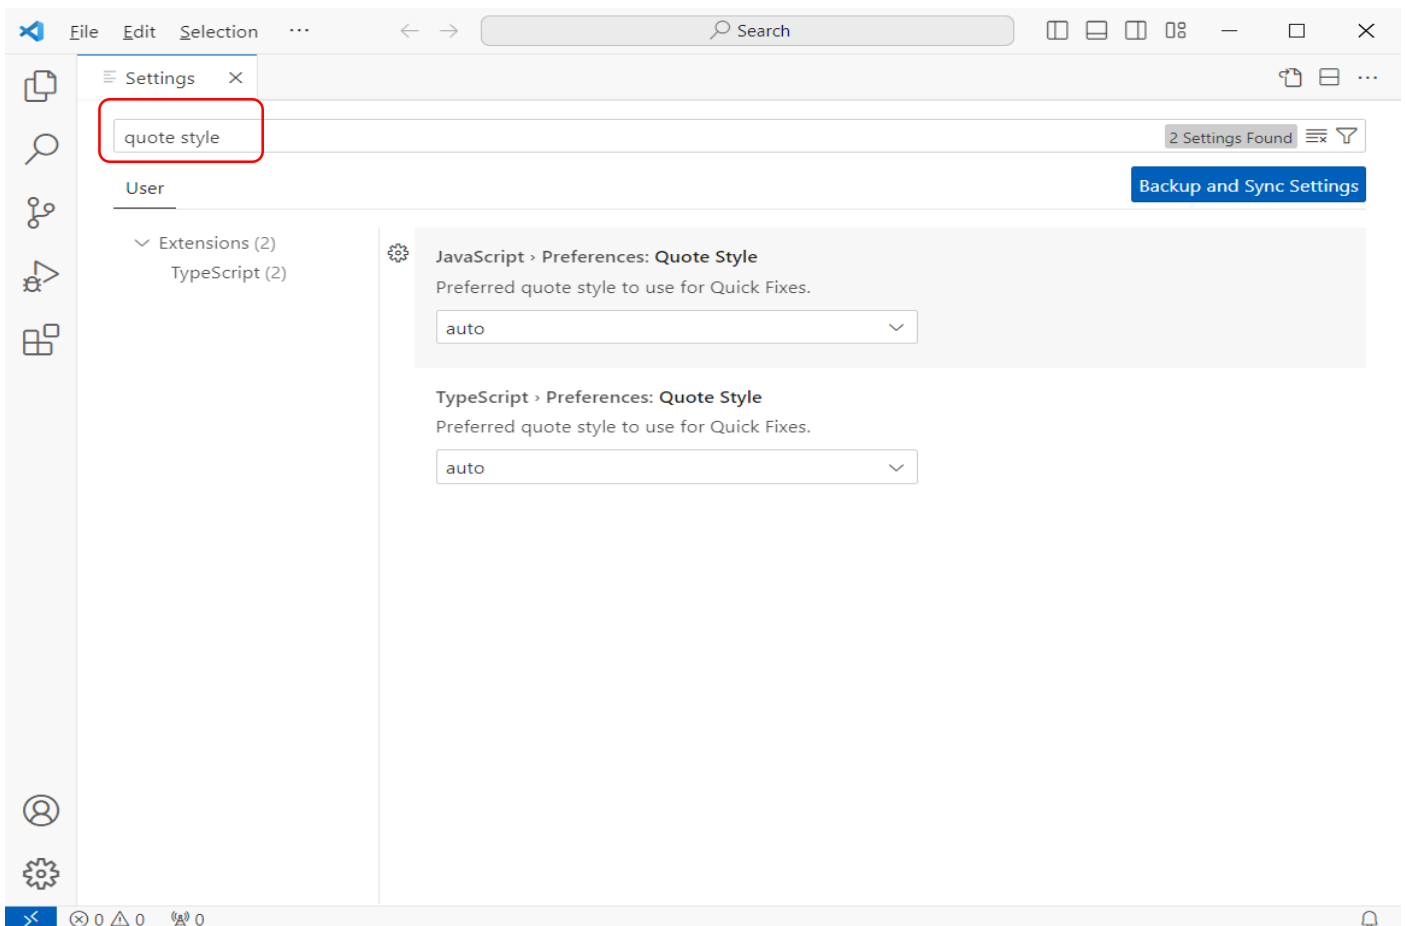 File Edit Selection ··· Search
Settings
quote style 2 Settings Found
User Backup and Sync Settings
Extensions (2)
TypeScript (2)
JavaScript › Preferences: Quote Style
Preferred quote style to use for Quick Fixes.
auto
TypeScript › Preferences: Quote Style
Preferred quote style to use for Quick Fixes.
auto
0 0 0